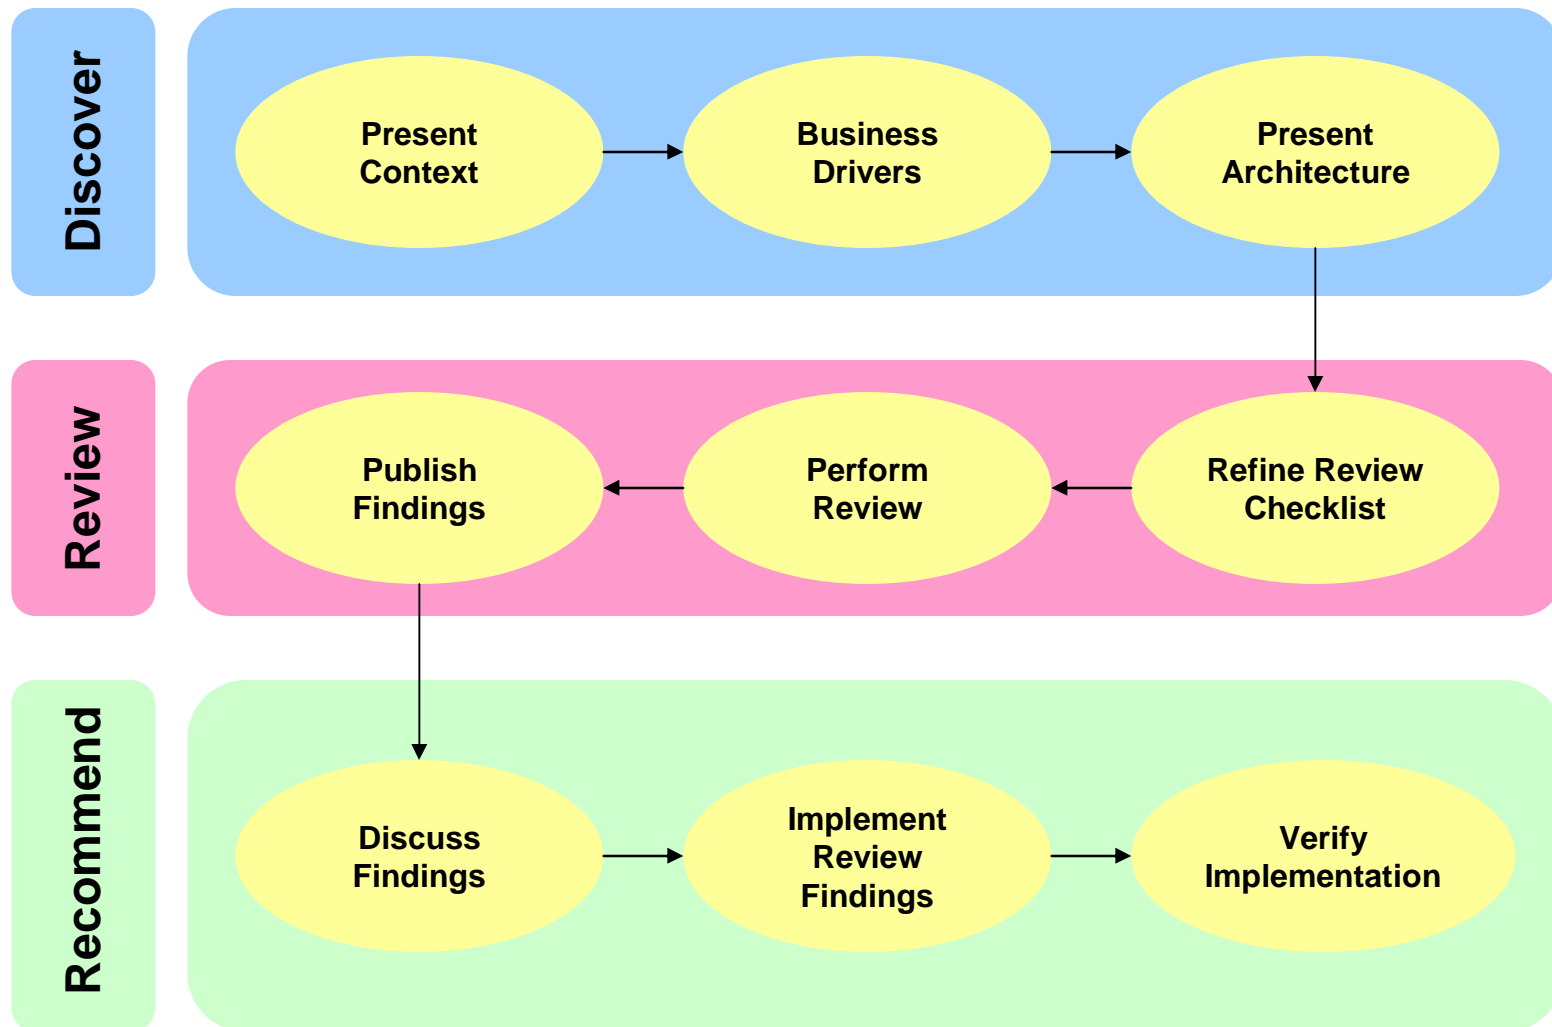 Discover
Present
Context
Business
Drivers
Present
Architecture
Review
Publish
Findings
Perform
Review
Refine Review
Checklist
Recommend
Discuss
Findings
Implement
Review
Findings
Verify
Implementation